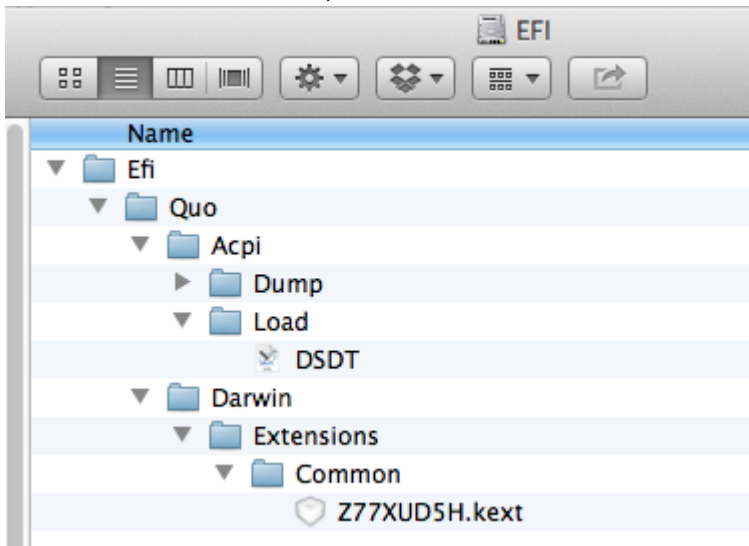 EFI
Name
Efi
Quo
Acpi
Dump
Load
DSDT
Darwin
Extensions
Common
Z77XUD5H.kext